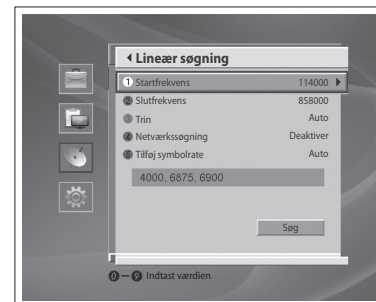 Lineær søgning
1 Startfrekvens 114000
2 Slutfrekvens 858000
3 Trin Auto
4 Netværkssøgning Deaktiver
5 Tilføj symbolrate Auto
4000, 6875, 6900
Søg
0 — 9 Indtast værdien